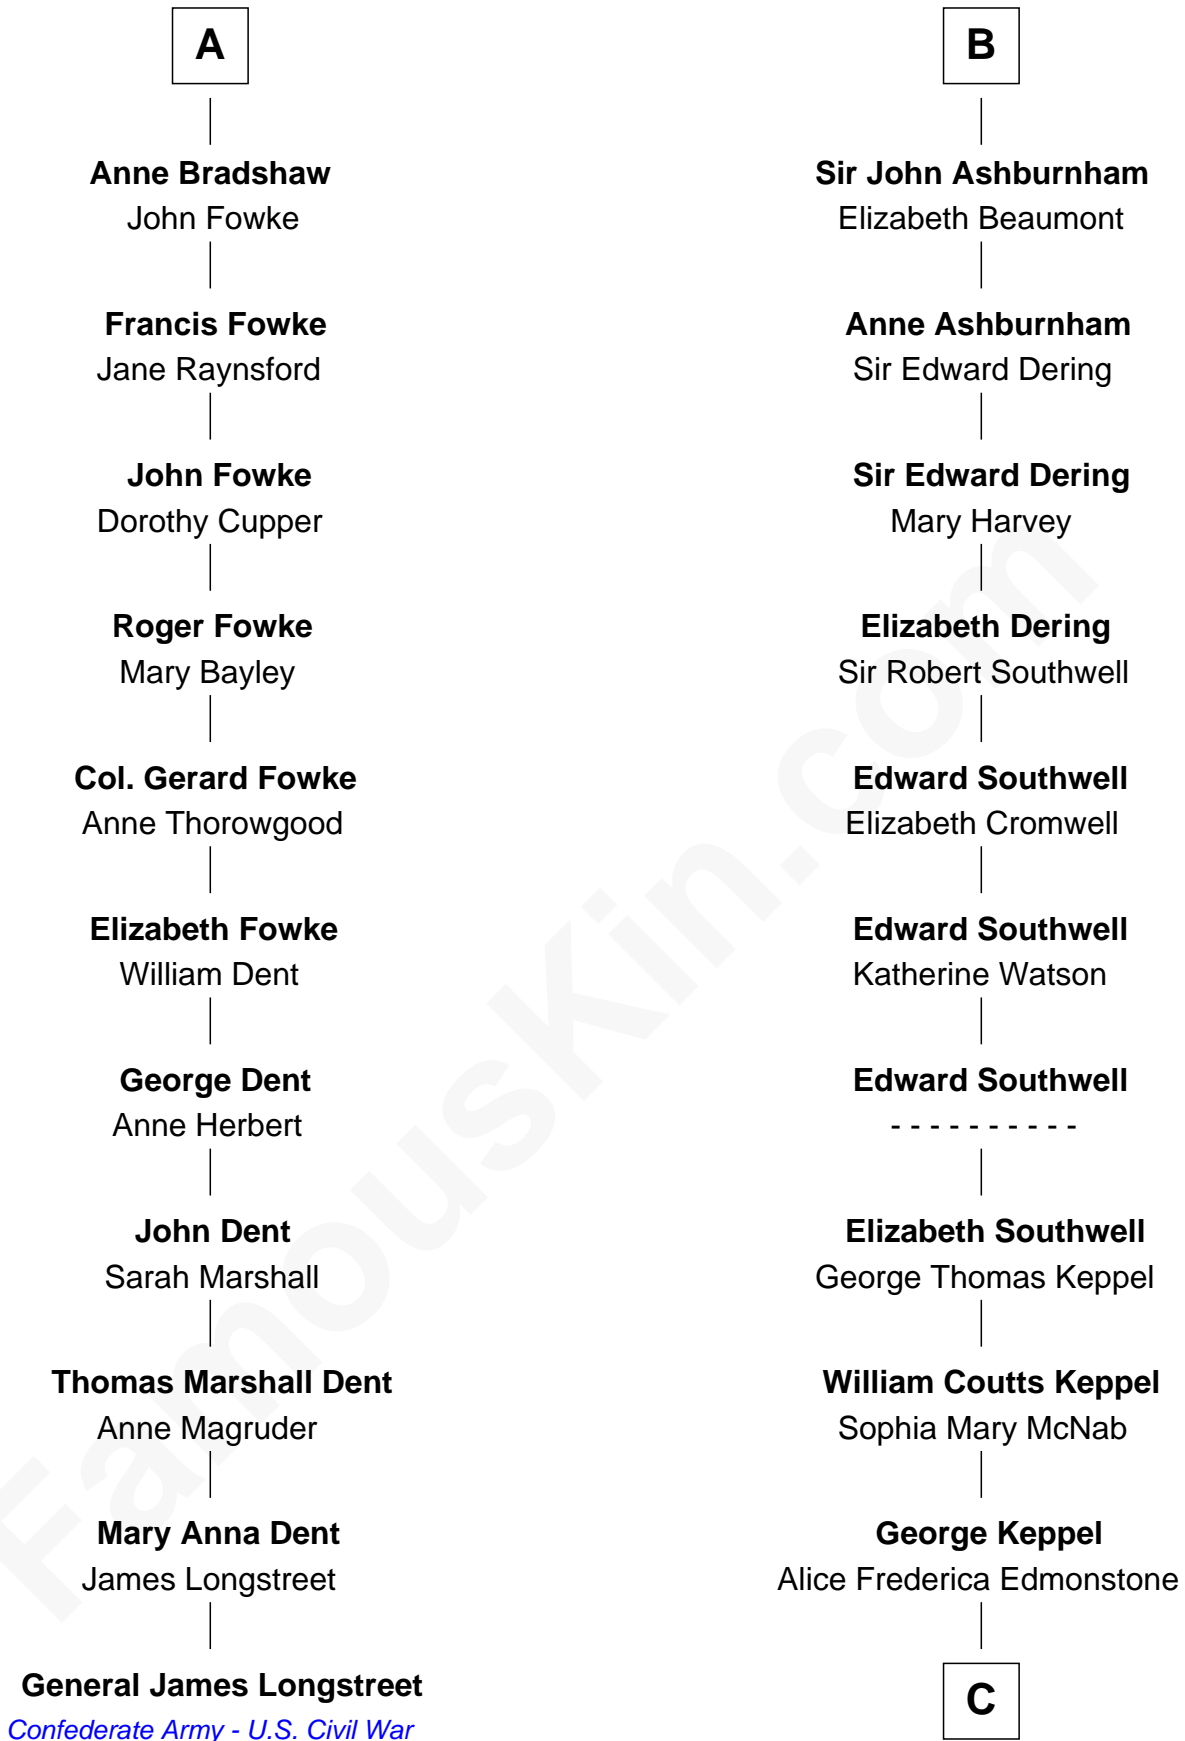 A
Anne Bradshaw
John Fowke
Francis Fowke
Jane Raynsford
John Fowke
Dorothy Cupper
Roger Fowke
Mary Bayley
Col. Gerard Fowke
Anne Thorowgood
Elizabeth Fowke
William Dent
George Dent
Anne Herbert
John Dent
Sarah Marshall
Thomas Marshall Dent
Anne Magruder
Mary Anna Dent
James Longstreet
General James Longstreet
Confederate Army - U.S. Civil War
B
Sir John Ashburnham
Elizabeth Beaumont
Anne Ashburnham
Sir Edward Dering
Sir Edward Dering
Mary Harvey
Elizabeth Dering
Sir Robert Southwell
Edward Southwell
Elizabeth Cromwell
Edward Southwell
Katherine Watson
Edward Southwell
- - - - - - - - - -
Elizabeth Southwell
George Thomas Keppel
William Coutts Keppel
Sophia Mary McNab
George Keppel
Alice Frederica Edmonstone
C
FamousKin.com